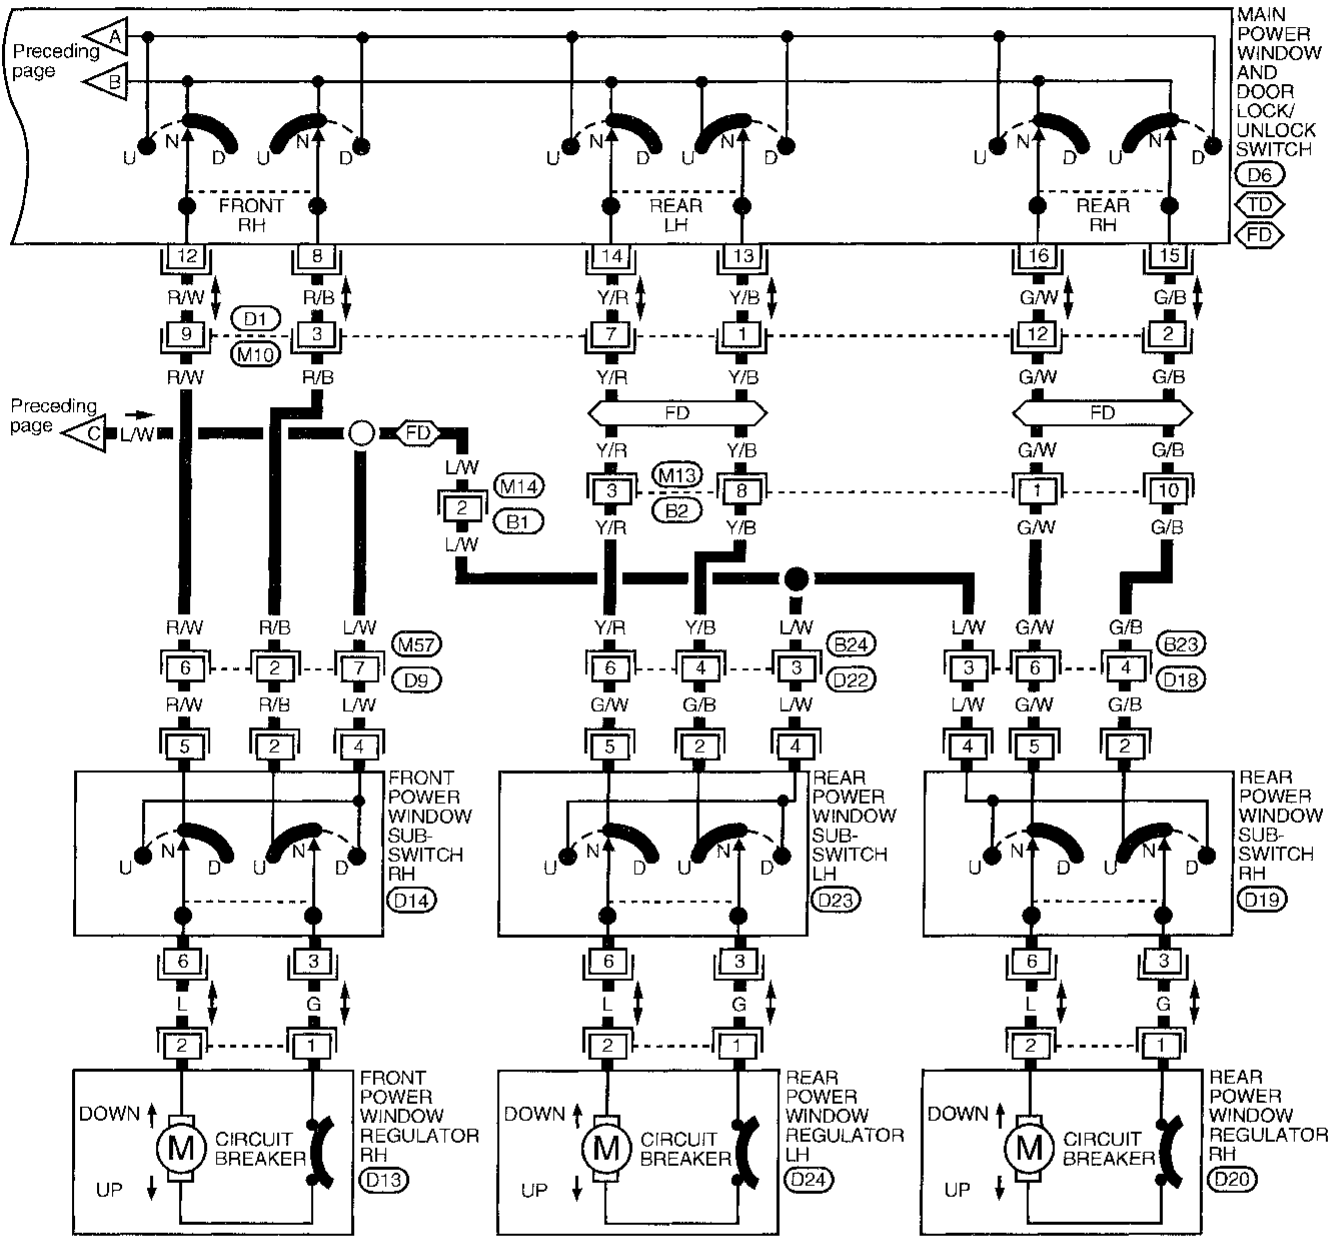 MAIN
POWER
WINDOW
AND
DOOR
LOCK/
UNLOCK
SWITCH
D6
TD
FD
Preceding
page
A
B
U N D U N D U N D U N D U N D U N D
FRONT
RH
REAR
LH
REAR
RH
12 8 14 13 16 15
R/W R/B Y/R Y/B G/W G/B
9 D1 3 7 1 12 2
M10
R/W R/B Y/R Y/B G/W G/B
Preceding
page
C L/W FD FD FD
L/W Y/R Y/B G/W G/B
2 M14 3 M13 8 1 10
B1 B2
L/W Y/R Y/B G/W G/B
R/W R/B L/W Y/R Y/B L/W L/W G/W G/B
6 2 7 M57 6 4 3 B24 3 6 4 B23
D9 D22 D18
R/W R/B L/W G/W G/B L/W L/W G/W G/B
5 2 4 5 2 4 4 5 2
FRONT
POWER
WINDOW
SUB-
SWITCH
RH
D14
REAR
POWER
WINDOW
SUB-
SWITCH
LH
D23
REAR
POWER
WINDOW
SUB-
SWITCH
RH
D19
U N D U N D U N D U N D U N D U N D
6 3 6 3 6 3
L G L G L G
2 1 2 1 2 1
DOWN
M
CIRCUIT
BREAKER
UP
FRONT
POWER
WINDOW
REGULATOR
RH
D13
DOWN
M
CIRCUIT
BREAKER
UP
REAR
POWER
WINDOW
REGULATOR
LH
D24
DOWN
M
CIRCUIT
BREAKER
UP
REAR
POWER
WINDOW
REGULATOR
RH
D20